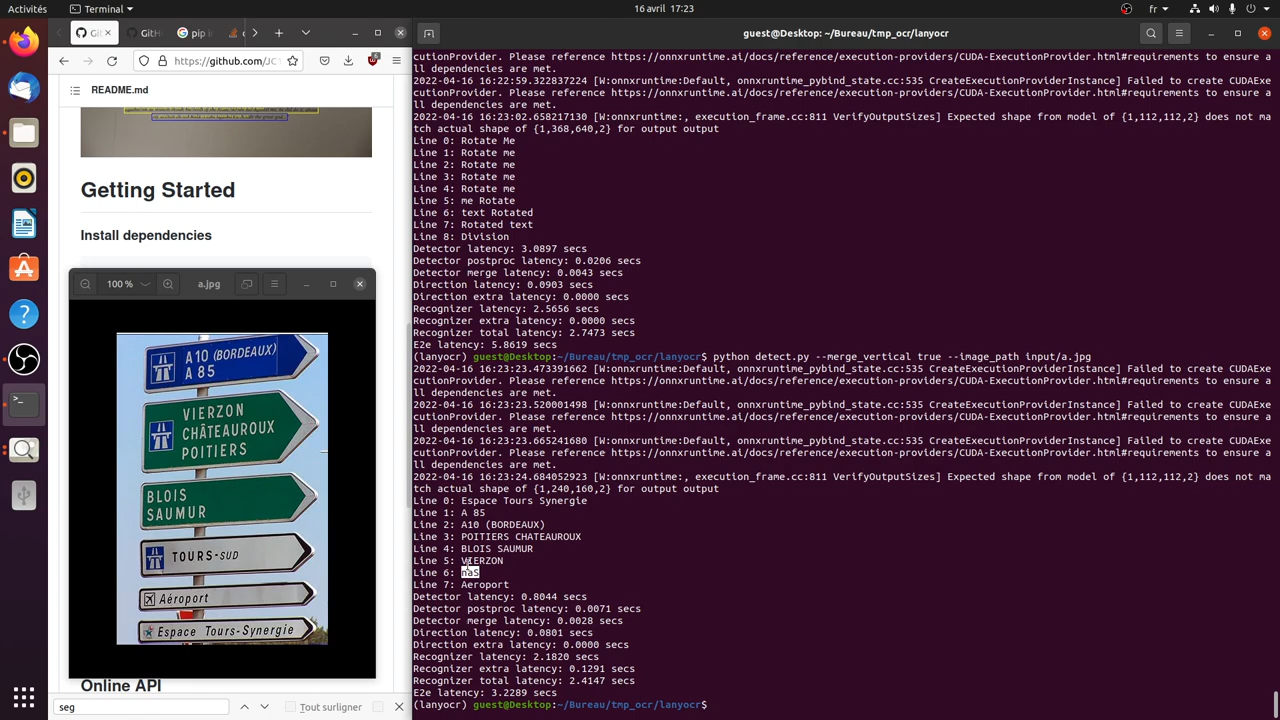 Activités
Terminal
16 avril  17:23
fr
Git
GitH
pip in
guest@Desktop: ~/Bureau/tmp_ocr/lanyocr
https://github.com/JC1
README.md
Getting Started
Install dependencies
100 %
a.jpg
A10 (BORDEAUX)
A 85
VIERZON
CHÂTEAUROUX
POITIERS
BLOIS
SAUMUR
TOURS-SUD
Aéroport
Espace Tours-Synergie
Online API
seg
Tout surligner
cutionProvider. Please reference https://onnxruntime.ai/docs/reference/execution-providers/CUDA-ExecutionProvider.html#requirements to ensure a
ll dependencies are met.
2022-04-16 16:22:59.322837224 [W:onnxruntime:Default, onnxruntime_pybind_state.cc:535 CreateExecutionProviderInstance] Failed to create CUDAExe
cutionProvider. Please reference https://onnxruntime.ai/docs/reference/execution-providers/CUDA-ExecutionProvider.html#requirements to ensure a
ll dependencies are met.
2022-04-16 16:23:02.658217130 [W:onnxruntime:, execution_frame.cc:811 VerifyOutputSizes] Expected shape from model of {1,112,112,2} does not ma
tch actual shape of {1,368,640,2} for output output
Line 0: Rotate Me
Line 1: Rotate Me
Line 2: Rotate me
Line 3: Rotate me
Line 4: Rotate me
Line 5: me Rotate
Line 6: text Rotated
Line 7: Rotated text
Line 8: Division
Detector latency: 3.0897 secs
Detector postproc latency: 0.0206 secs
Detector merge latency: 0.0043 secs
Direction latency: 0.0903 secs
Direction extra latency: 0.0000 secs
Recognizer latency: 2.5656 secs
Recognizer extra latency: 0.0000 secs
Recognizer total latency: 2.7473 secs
E2e latency: 5.8619 secs
(lanyocr) guest@Desktop:~/Bureau/tmp_ocr/lanyocr$ python detect.py --merge_vertical true --image_path input/a.jpg
2022-04-16 16:23:23.473391662 [W:onnxruntime:Default, onnxruntime_pybind_state.cc:535 CreateExecutionProviderInstance] Failed to create CUDAExe
cutionProvider. Please reference https://onnxruntime.ai/docs/reference/execution-providers/CUDA-ExecutionProvider.html#requirements to ensure a
ll dependencies are met.
2022-04-16 16:23:23.520001498 [W:onnxruntime:Default, onnxruntime_pybind_state.cc:535 CreateExecutionProviderInstance] Failed to create CUDAExe
cutionProvider. Please reference https://onnxruntime.ai/docs/reference/execution-providers/CUDA-ExecutionProvider.html#requirements to ensure a
ll dependencies are met.
2022-04-16 16:23:23.665241680 [W:onnxruntime:Default, onnxruntime_pybind_state.cc:535 CreateExecutionProviderInstance] Failed to create CUDAExe
cutionProvider. Please reference https://onnxruntime.ai/docs/reference/execution-providers/CUDA-ExecutionProvider.html#requirements to ensure a
ll dependencies are met.
2022-04-16 16:23:24.684052923 [W:onnxruntime:, execution_frame.cc:811 VerifyOutputSizes] Expected shape from model of {1,112,112,2} does not ma
tch actual shape of {1,240,160,2} for output output
Line 0: Espace Tours Synergie
Line 1: A 85
Line 2: A10 (BORDEAUX)
Line 3: POITIERS CHATEAUROUX
Line 4: BLOIS SAUMUR
Line 5: VIERZON
Line 6: naS
Line 7: Aeroport
Detector latency: 0.8044 secs
Detector postproc latency: 0.0071 secs
Detector merge latency: 0.0028 secs
Direction latency: 0.0801 secs
Direction extra latency: 0.0000 secs
Recognizer latency: 2.1820 secs
Recognizer extra latency: 0.1291 secs
Recognizer total latency: 2.4147 secs
E2e latency: 3.2289 secs
(lanyocr) guest@Desktop:~/Bureau/tmp_ocr/lanyocr$